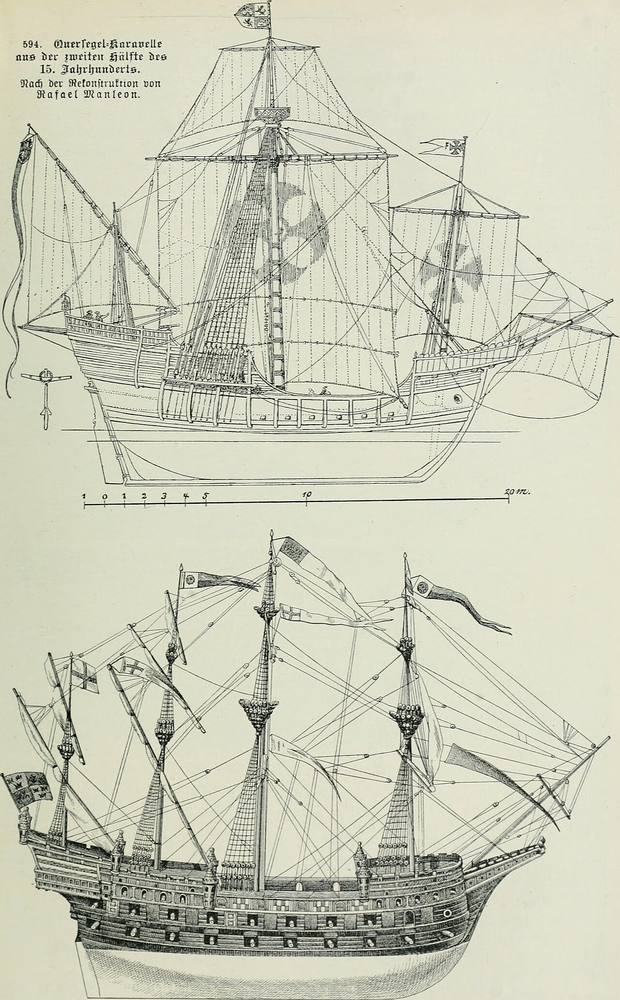 594. Quersegel-Karavelle
aus der zweiten Hälfte des
15. Jahrhunderts.
Nach der Rekonstruktion von
Rafael Manleon.
F
1 0 1 2 3 4 5 10 20 m.